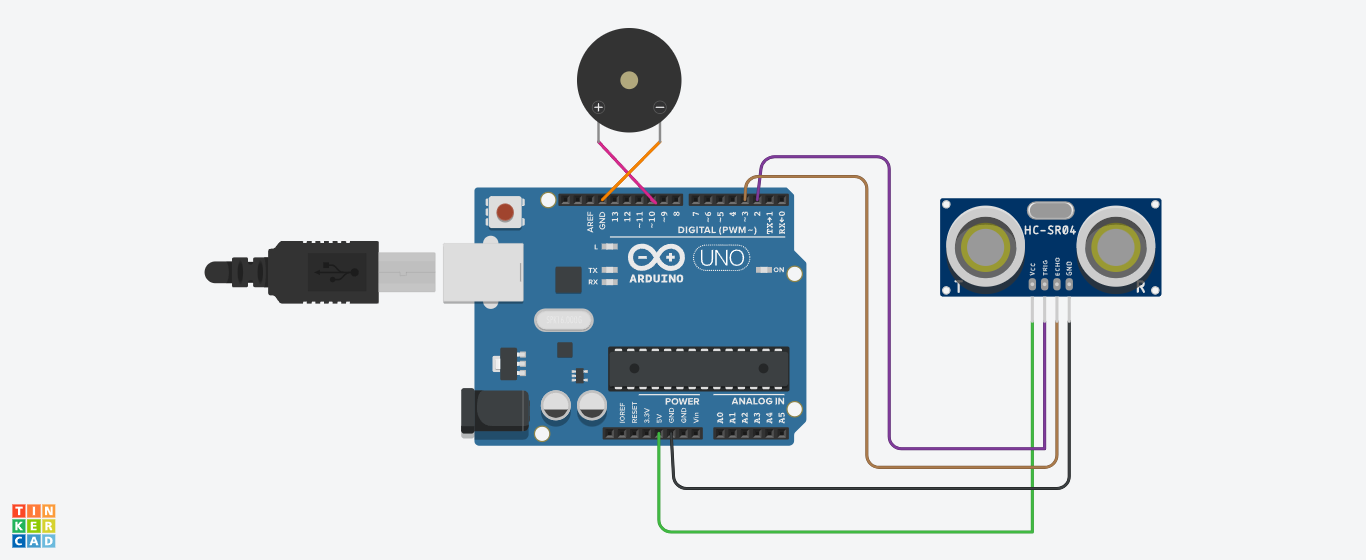 + −
AREF
GND
13
12
~11
~10
~9
8
7
~6
~5
4
~3
2
TX→1
RX←0
DIGITAL (PWM~)
L
TX
RX
ARDUINO
UNO
ON
HC-SR04
VCC
TRIG
ECHO
GND
T
R
POWER
ANALOG IN
IOREF
RESET
3.3V
5V
GND
GND
Vin
A0
A1
A2
A3
A4
A5
TIN
KER
CAD